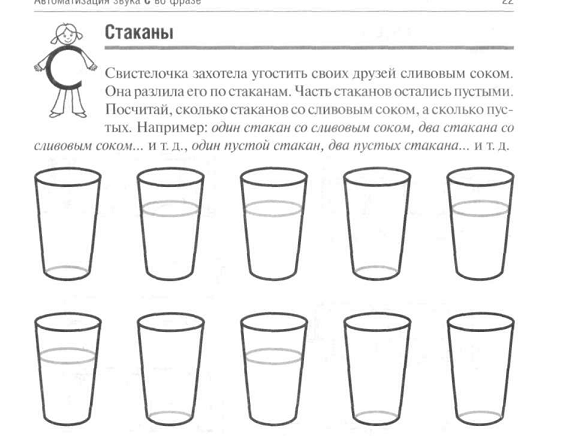 Автоматизация звука С во фразе 22
Стаканы
С
Свистелочка захотела угостить своих друзей сливовым соком.
Она разлила его по стаканам. Часть стаканов остались пустыми.
Посчитай, сколько стаканов со сливовым соком, а сколько пус-
тых. Например: один стакан со сливовым соком, два стакана со
сливовым соком... и т. д., один пустой стакан, два пустых стакана... и т. д.